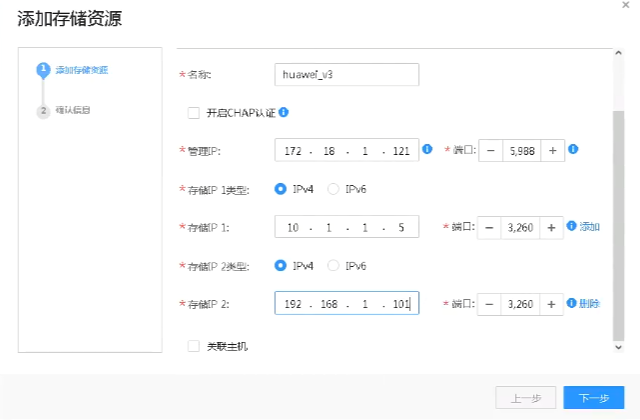 添加存储资源
1 添加存储资源
2 确认信息
*名称: huawei_v3
开启CHAP认证
*管理IP: 172 . 18 . 1 . 121 *端口: − 5,988 +
*存储IP 1类型: IPv4 IPv6
*存储IP 1: 10 . 1 . 1 . 5 *端口: − 3,260 + 添加
*存储IP 2类型: IPv4 IPv6
*存储IP 2: 192 . 168 . 1 . 101 *端口: − 3,260 + 删除
关联主机
上一步 下一步